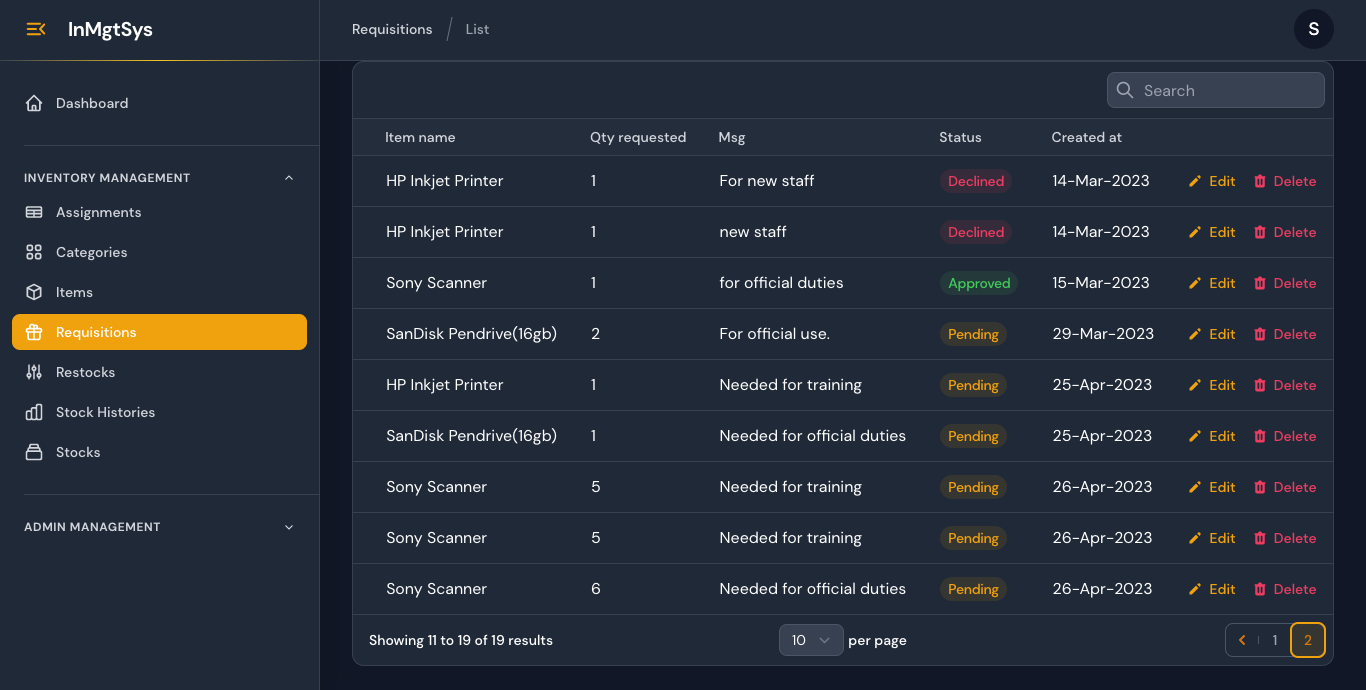 InMgtSys
Requisitions / List
S
Dashboard
INVENTORY MANAGEMENT
Assignments
Categories
Items
Requisitions
Restocks
Stock Histories
Stocks
ADMIN MANAGEMENT
Search
Item name Qty requested Msg Status Created at
HP Inkjet Printer 1 For new staff Declined 14-Mar-2023 Edit Delete
HP Inkjet Printer 1 new staff Declined 14-Mar-2023 Edit Delete
Sony Scanner 1 for official duties Approved 15-Mar-2023 Edit Delete
SanDisk Pendrive(16gb) 2 For official use. Pending 29-Mar-2023 Edit Delete
HP Inkjet Printer 1 Needed for training Pending 25-Apr-2023 Edit Delete
SanDisk Pendrive(16gb) 1 Needed for official duties Pending 25-Apr-2023 Edit Delete
Sony Scanner 5 Needed for training Pending 26-Apr-2023 Edit Delete
Sony Scanner 5 Needed for training Pending 26-Apr-2023 Edit Delete
Sony Scanner 6 Needed for official duties Pending 26-Apr-2023 Edit Delete
Showing 11 to 19 of 19 results 10 per page 1 2